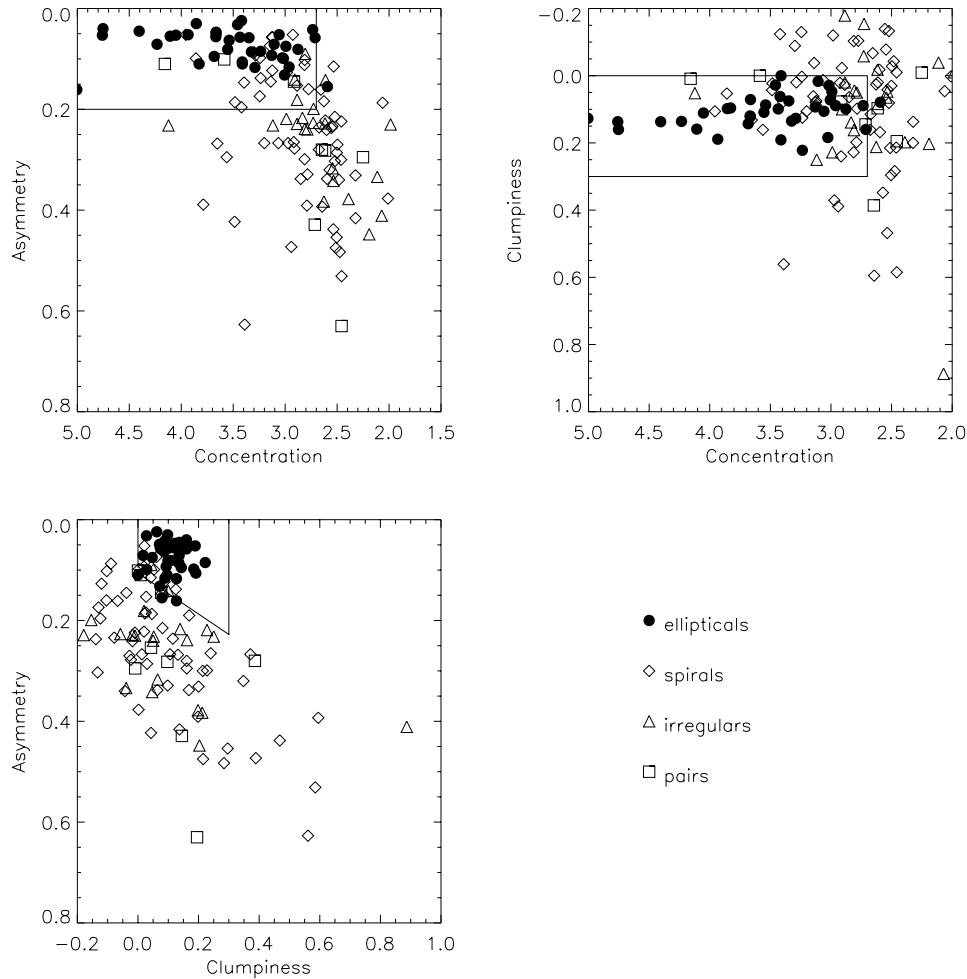 0.0
0.2
0.4
0.6
0.8
Asymmetry
5.0 4.5 4.0 3.5 3.0 2.5 2.0 1.5
Concentration
-0.2
0.0
0.2
0.4
0.6
0.8
1.0
Clumpiness
5.0 4.5 4.0 3.5 3.0 2.5 2.0
Concentration
0.0
0.2
0.4
0.6
0.8
Asymmetry
-0.2 0.0 0.2 0.4 0.6 0.8 1.0
Clumpiness
ellipticals
spirals
irregulars
pairs